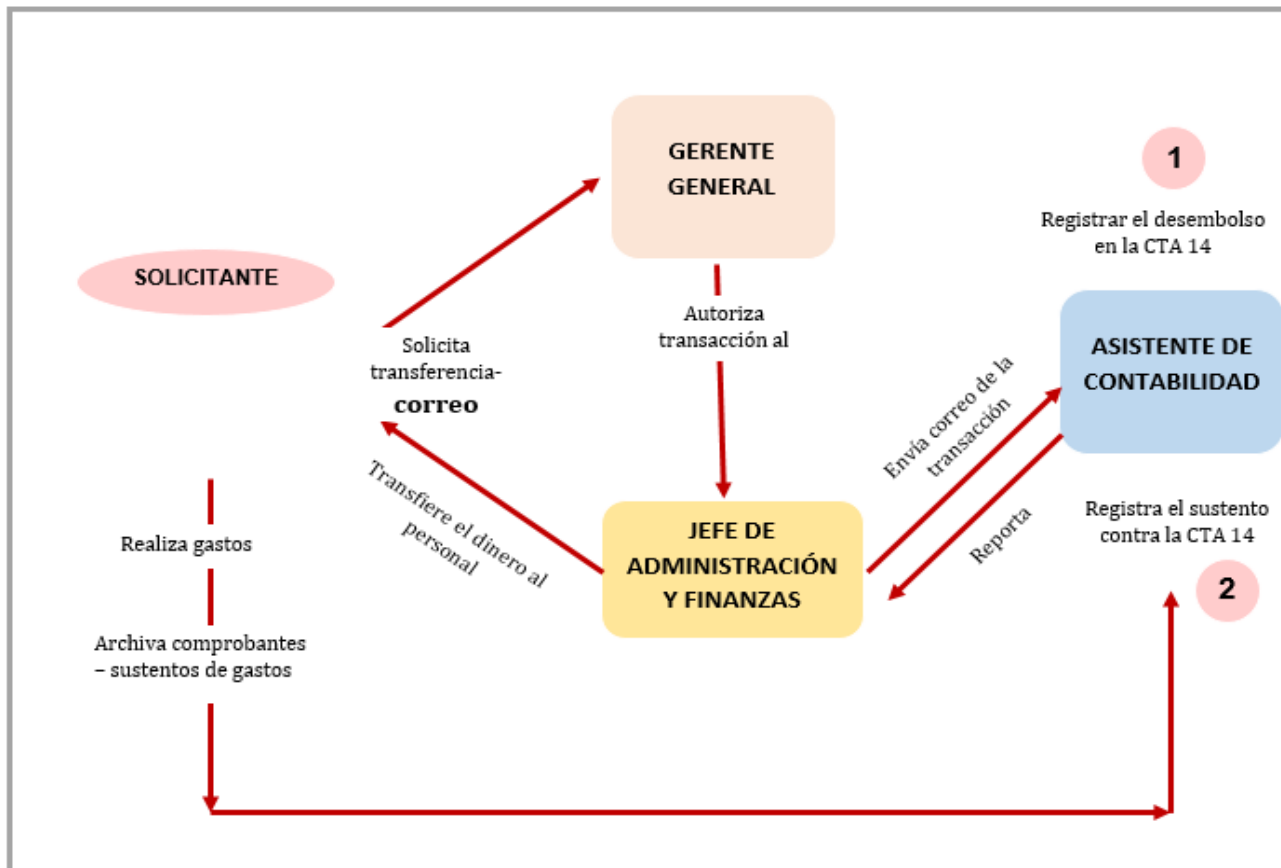 GERENTE
GENERAL
1
Registrar el desembolso
en la CTA 14
SOLICITANTE
Solicita
transferencia-
correo
Autoriza
transacción al
ASISTENTE DE
CONTABILIDAD
Envía correo de la
transacción
Reporta
Transfiere el dinero al
personal
JEFE DE
ADMINISTRACIÓN
Y FINANZAS
Registra el sustento
contra la CTA 14
2
Realiza gastos
Archiva comprobantes
– sustentos de gastos